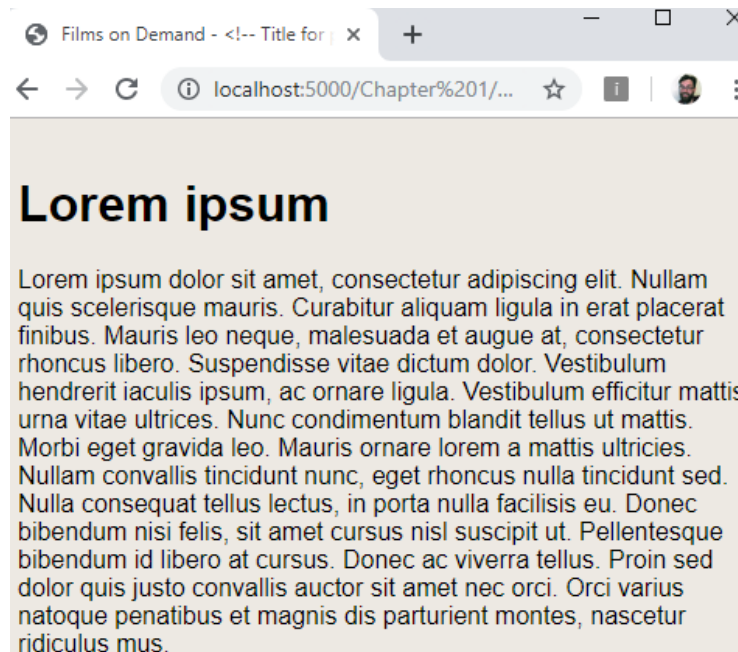 Films on Demand - <!-- Title for
localhost:5000/Chapter%201/...
Lorem ipsum
Lorem ipsum dolor sit amet, consectetur adipiscing elit. Nullam
quis scelerisque mauris. Curabitur aliquam ligula in erat placerat
finibus. Mauris leo neque, malesuada et augue at, consectetur
rhoncus libero. Suspendisse vitae dictum dolor. Vestibulum
hendrerit iaculis ipsum, ac ornare ligula. Vestibulum efficitur mattis
urna vitae ultrices. Nunc condimentum blandit tellus ut mattis.
Morbi eget gravida leo. Mauris ornare lorem a mattis ultricies.
Nullam convallis tincidunt nunc, eget rhoncus nulla tincidunt sed.
Nulla consequat tellus lectus, in porta nulla facilisis eu. Donec
bibendum nisi felis, sit amet cursus nisl suscipit ut. Pellentesque
bibendum id libero at cursus. Donec ac viverra tellus. Proin sed
dolor quis justo convallis auctor sit amet nec orci. Orci varius
natoque penatibus et magnis dis parturient montes, nascetur
ridiculus mus.